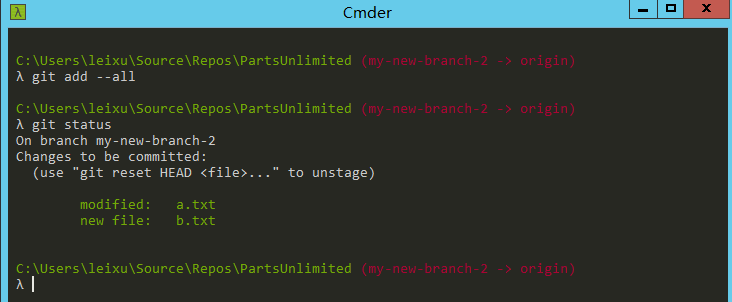 λ Cmder
C:\Users\leixu\Source\Repos\PartsUnlimited (my-new-branch-2 -> origin)
λ git add --all
C:\Users\leixu\Source\Repos\PartsUnlimited (my-new-branch-2 -> origin)
λ git status
On branch my-new-branch-2
Changes to be committed:
(use "git reset HEAD <file>..." to unstage)
modified: a.txt
new file: b.txt
C:\Users\leixu\Source\Repos\PartsUnlimited (my-new-branch-2 -> origin)
λ